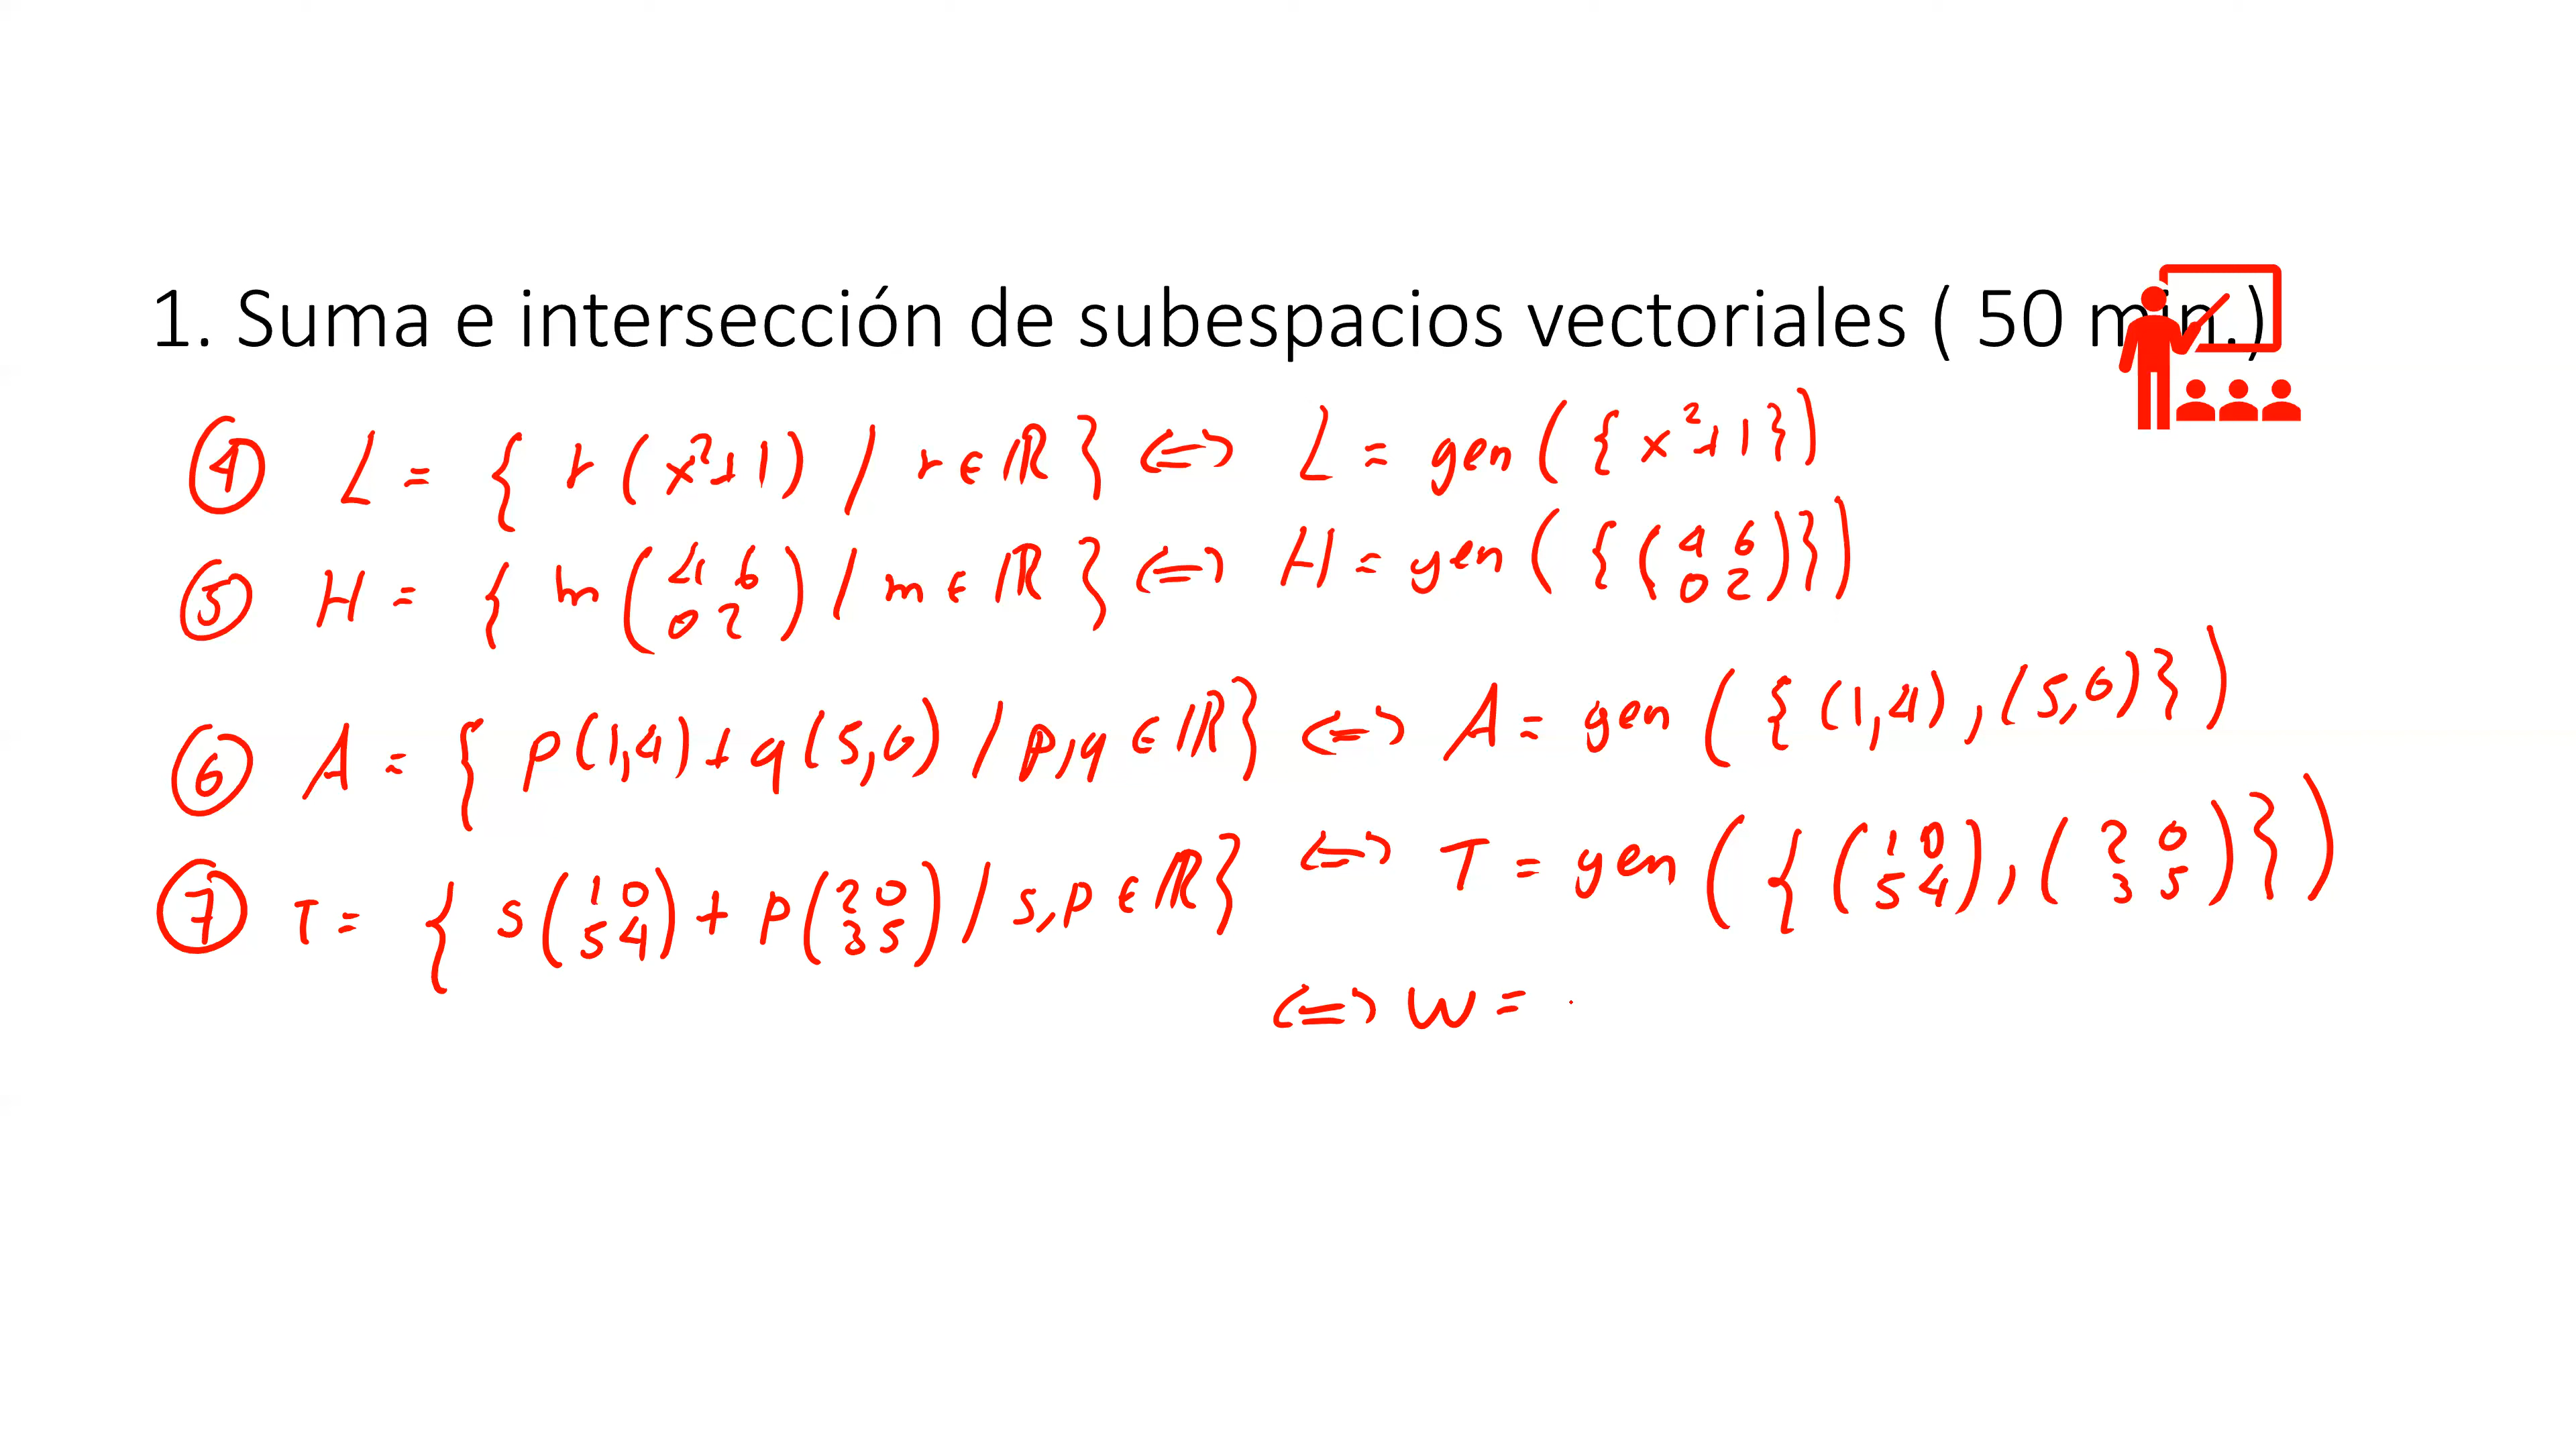 1. Suma e intersección de subespacios vectoriales ( 50 min.)
④ L = { r(x²+1) / r ∈ ℝ } ⟺ L = gen({x²+1})
⑤ H = { m(4 6 / 0 2) / m ∈ ℝ } ⟺ H = gen({(4 6 / 0 2)})
⑥ A = { p(1,4)+q(5,6) / p,q ∈ ℝ } ⟺ A = gen({(1,4),(5,6)})
⑦ T = { s(1 0 / 5 4) + p(2 0 / 3 5) / s,p ∈ ℝ } ⟺ T = gen({(1 0 / 5 4),(2 0 / 3 5)})
⟺ W =